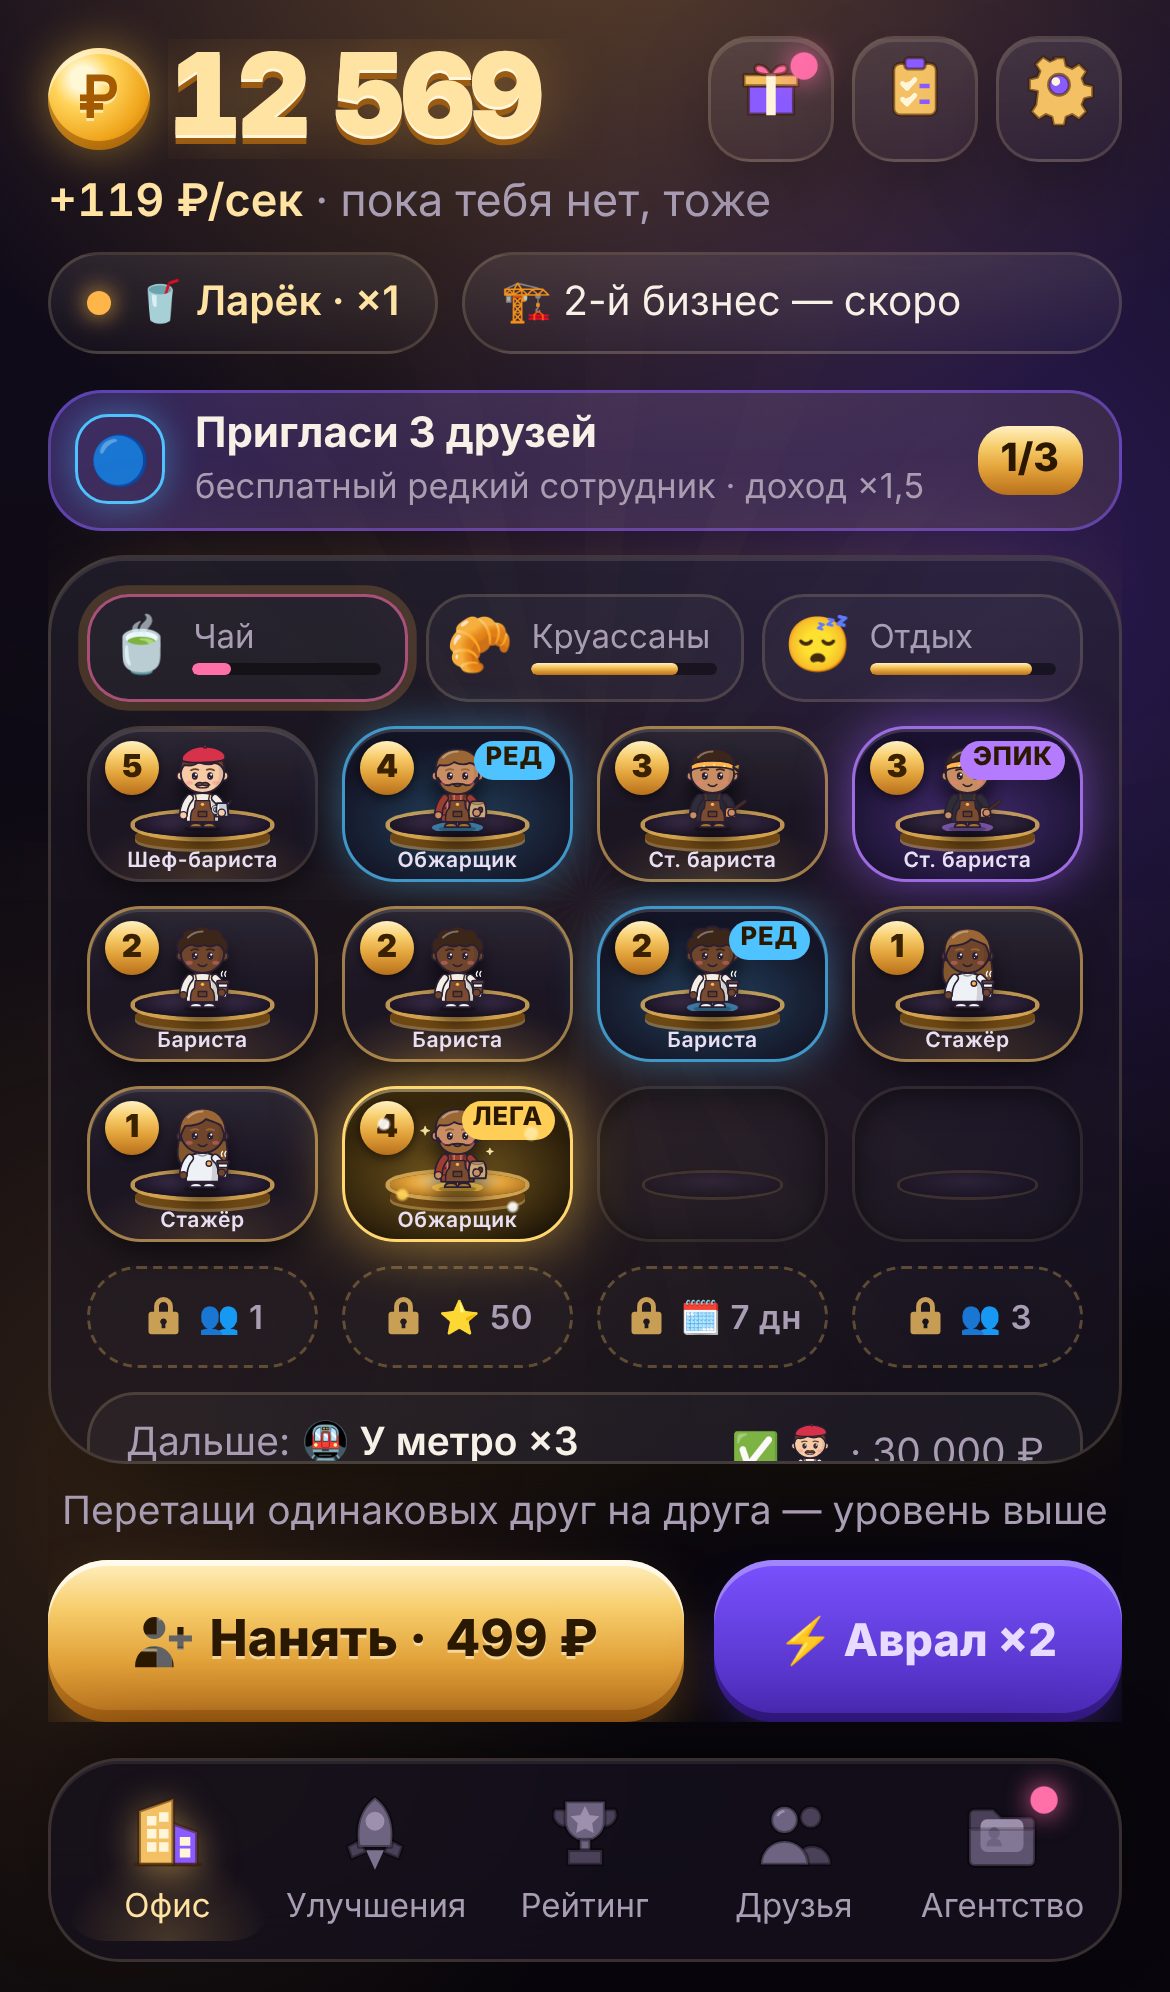 ₽ 12 569
+119 ₽/сек · пока тебя нет, тоже
Ларёк · ×1
2-й бизнес — скоро
Пригласи 3 друзей
бесплатный редкий сотрудник · доход ×1,5
1/3
Чай
Круассаны
Отдых
5
Шеф-бариста
4
РЕД
Обжарщик
3
Ст. бариста
3
ЭПИК
Ст. бариста
2
Бариста
2
Бариста
2
РЕД
Бариста
1
Стажёр
1
Стажёр
4
ЛЕГА
Обжарщик
1
50
7 дн
3
Дальше: У метро ×3
· 30 000 ₽
Перетащи одинаковых друг на друга — уровень выше
Нанять · 499 ₽
Аврал ×2
Офис
Улучшения
Рейтинг
Друзья
Агентство